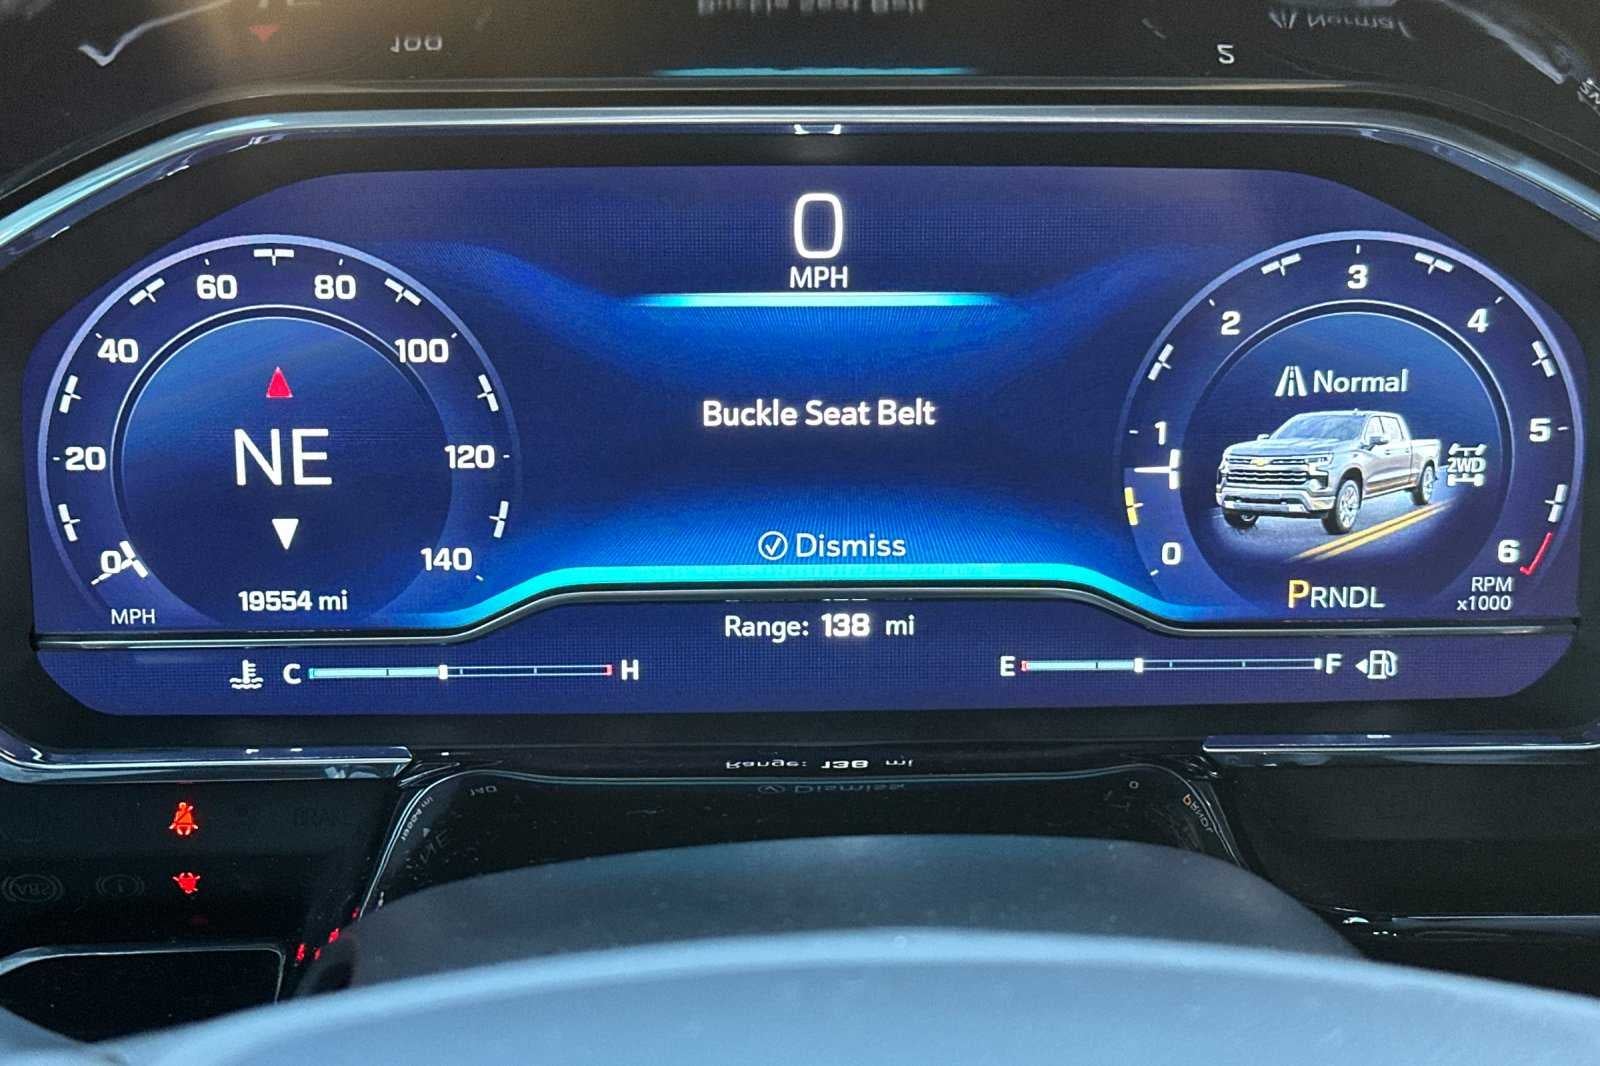 0
MPH
Buckle Seat Belt
Dismiss
0
20
40
60
80
100
120
140
MPH
NE
19554 mi
0
1
2
3
4
5
6
RPM
x1000
Normal
2WD
PRNDL
Range: 138 mi
C H
E F